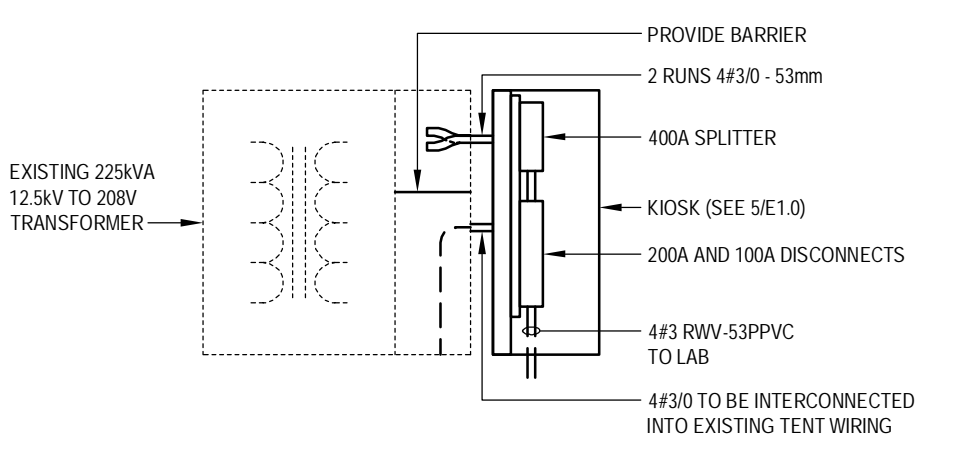 PROVIDE BARRIER
2 RUNS 4#3/0 - 53mm
400A SPLITTER
EXISTING 225kVA
12.5kV TO 208V
TRANSFORMER
KIOSK (SEE 5/E1.0)
200A AND 100A DISCONNECTS
4#3 RWV-53PPVC
TO LAB
4#3/0 TO BE INTERCONNECTED
INTO EXISTING TENT WIRING